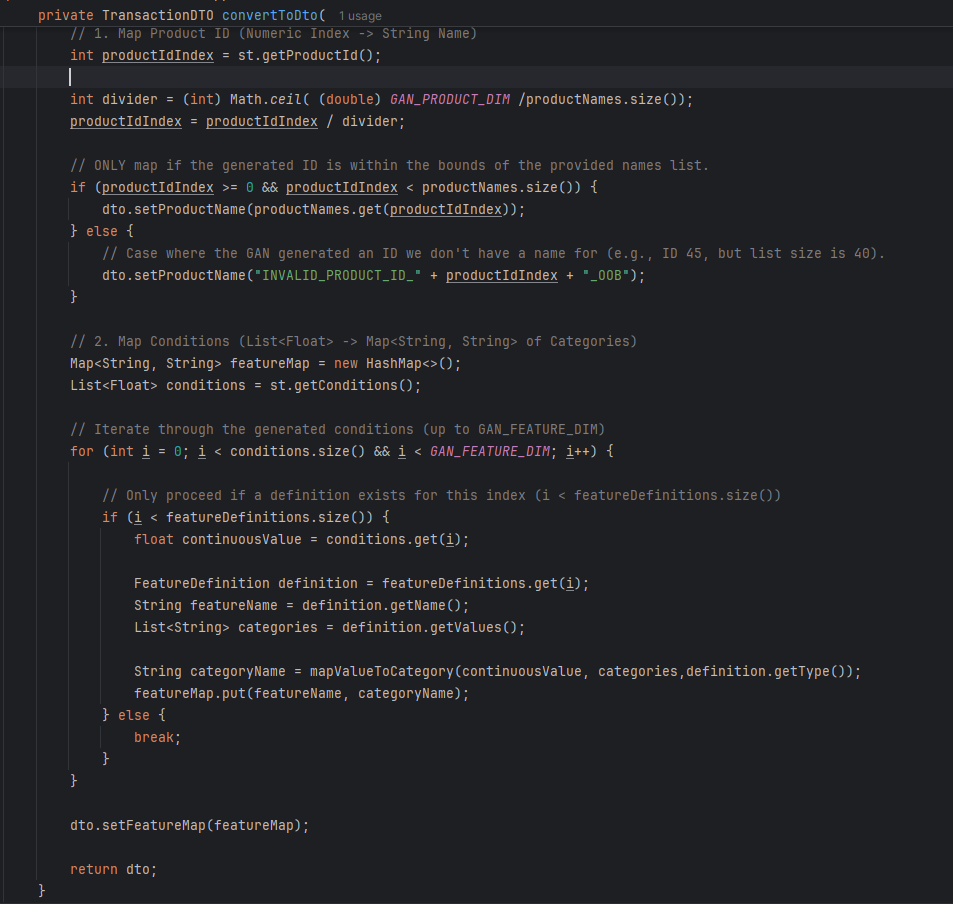 private TransactionDTO convertToDto( 1 usage
// 1. Map Product ID (Numeric Index -> String Name)
int productIdIndex = st.getProductId();
int divider = (int) Math.ceil( (double) GAN_PRODUCT_DIM /productNames.size());
productIdIndex = productIdIndex / divider;
// ONLY map if the generated ID is within the bounds of the provided names list.
if (productIdIndex >= 0 && productIdIndex < productNames.size()) {
dto.setProductName(productNames.get(productIdIndex));
} else {
// Case where the GAN generated an ID we don't have a name for (e.g., ID 45, but list size is 40).
dto.setProductName("INVALID_PRODUCT_ID_" + productIdIndex + "_OOB");
}
// 2. Map Conditions (List<Float> -> Map<String, String> of Categories)
Map<String, String> featureMap = new HashMap<>();
List<Float> conditions = st.getConditions();
// Iterate through the generated conditions (up to GAN_FEATURE_DIM)
for (int i = 0; i < conditions.size() && i < GAN_FEATURE_DIM; i++) {
// Only proceed if a definition exists for this index (i < featureDefinitions.size())
if (i < featureDefinitions.size()) {
float continuousValue = conditions.get(i);
FeatureDefinition definition = featureDefinitions.get(i);
String featureName = definition.getName();
List<String> categories = definition.getValues();
String categoryName = mapValueToCategory(continuousValue, categories,definition.getType());
featureMap.put(featureName, categoryName);
} else {
break;
}
}
dto.setFeatureMap(featureMap);
return dto;
}